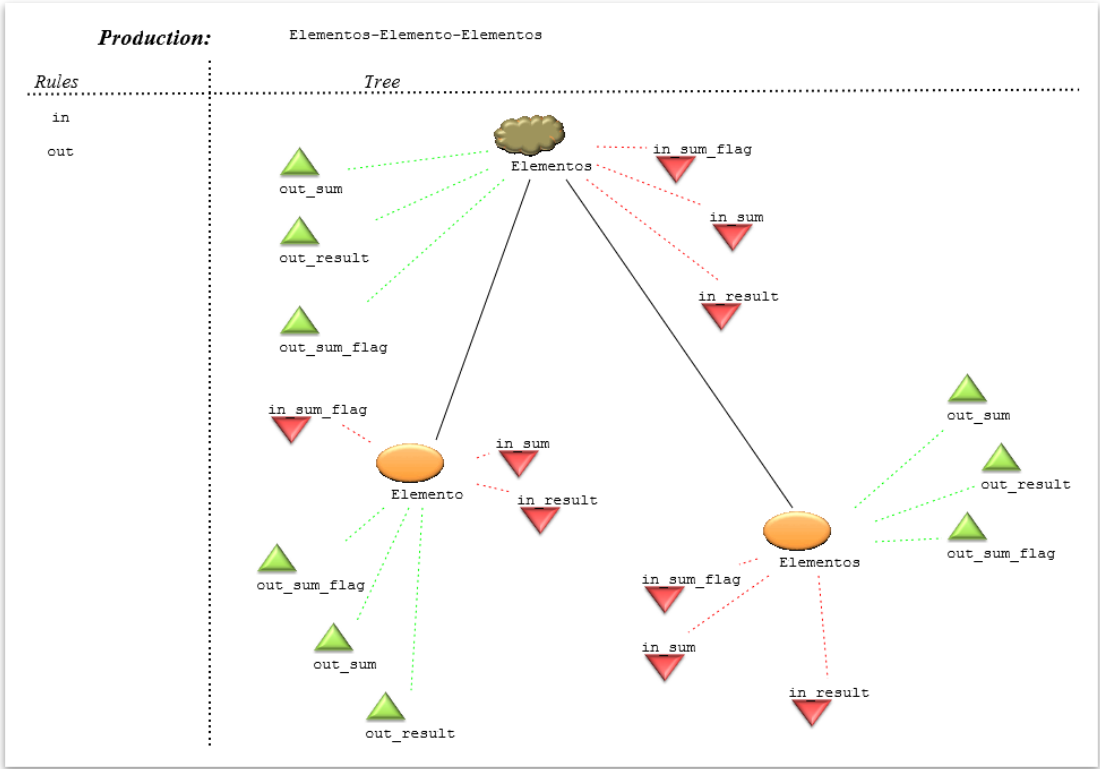 Production:
Elementos-Elemento-Elementos
Rules
Tree
in
out
Elementos
out_sum
out_result
out_sum_flag
in_sum_flag
in_sum
in_result
in_sum_flag
Elemento
in_sum
in_result
out_sum_flag
out_sum
out_result
Elementos
out_sum
out_result
out_sum_flag
in_sum_flag
in_sum
in_result